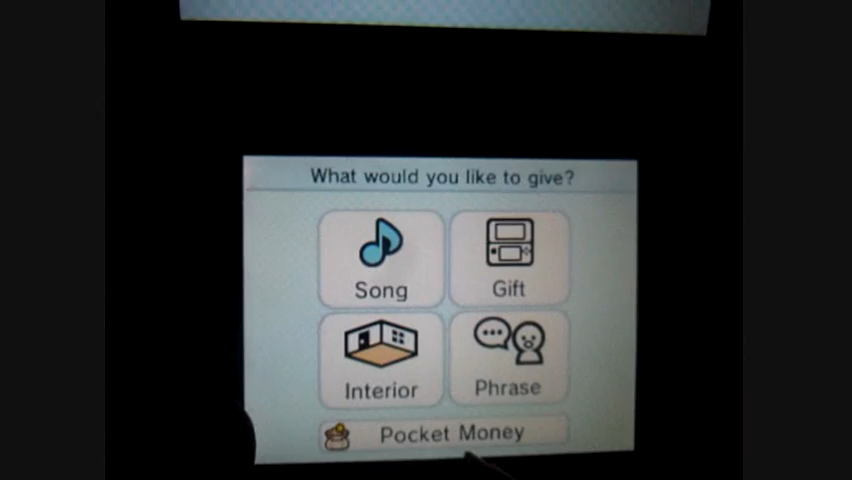 What would you like to give?
Song
Gift
Interior
Phrase
Pocket Money